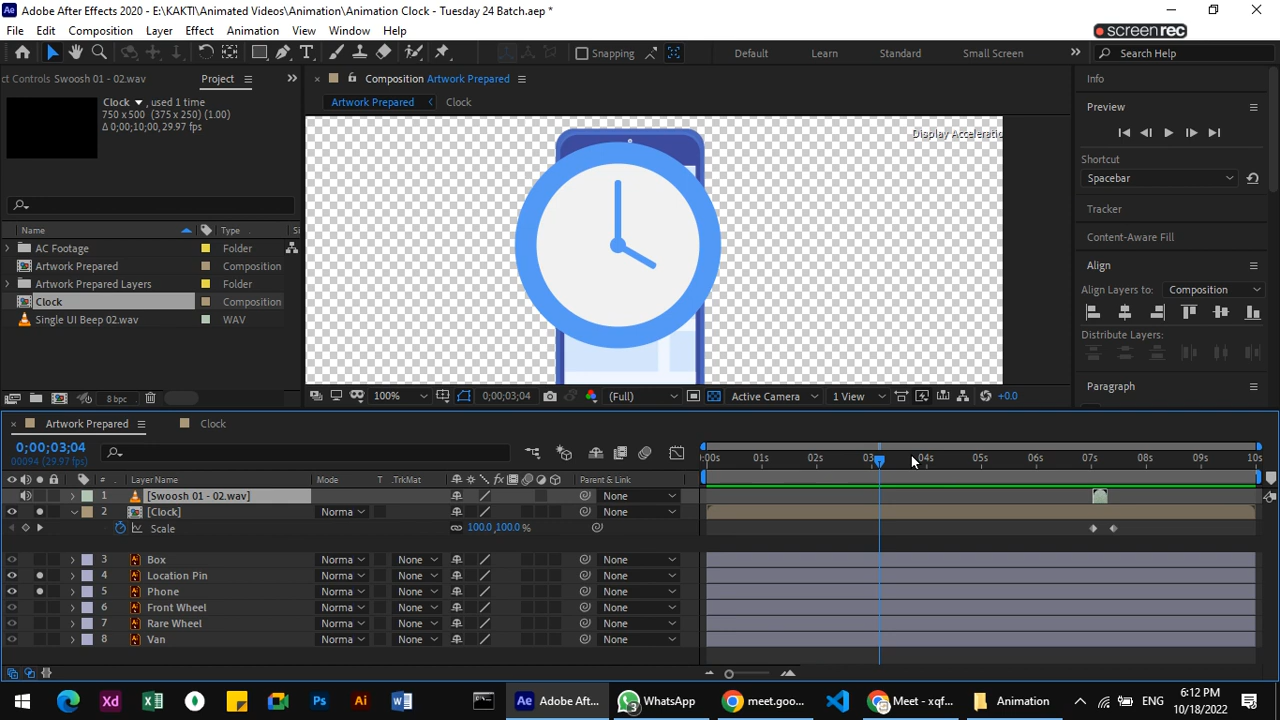 Adobe After Effects 2020 - E:\KAKTI\Animated Videos\Animation\Animation Clock - Tuesday 24 Batch.aep *
File Edit Composition Layer Effect Animation View Window Help
screenrec
Snapping
Default Learn Standard Small Screen Search Help
ct Controls Swoosh 01 - 02.wav Project
Composition Artwork Prepared
Artwork Prepared Clock
Clock , used 1 time
750 x 500 (375 x 250) (1.00)
Δ 0;00;10;00, 29.97 fps
Name Type Si
AC Footage Folder
Artwork Prepared Composition
Artwork Prepared Layers Folder
Clock Composition
Single UI Beep 02.wav WAV
8 bpc
Display Acceleratio
100% 0;00;03;04 (Full) Active Camera 1 View +0.0
Info
Preview
Shortcut
Spacebar
Tracker
Content-Aware Fill
Align
Align Layers to: Composition
Distribute Layers:
Paragraph
Artwork Prepared Clock
0;00;03;04
00094 (29.97 fps)
# Layer Name Mode T .TrkMat Parent & Link
:00s 01s 02s 03s 04s 05s 06s 07s 08s 09s 10s
1 [Swoosh 01 - 02.wav] None
2 [Clock] Norma None
Scale 100.0,100.0 %
3 Box Norma None None
4 Location Pin Norma None None
5 Phone Norma None None
6 Front Wheel Norma None None
7 Rare Wheel Norma None None
8 Van Norma None None
Adobe Aft... WhatsApp meet.goo... Meet - xqf... Animation
ENG 6:12 PM
10/18/2022